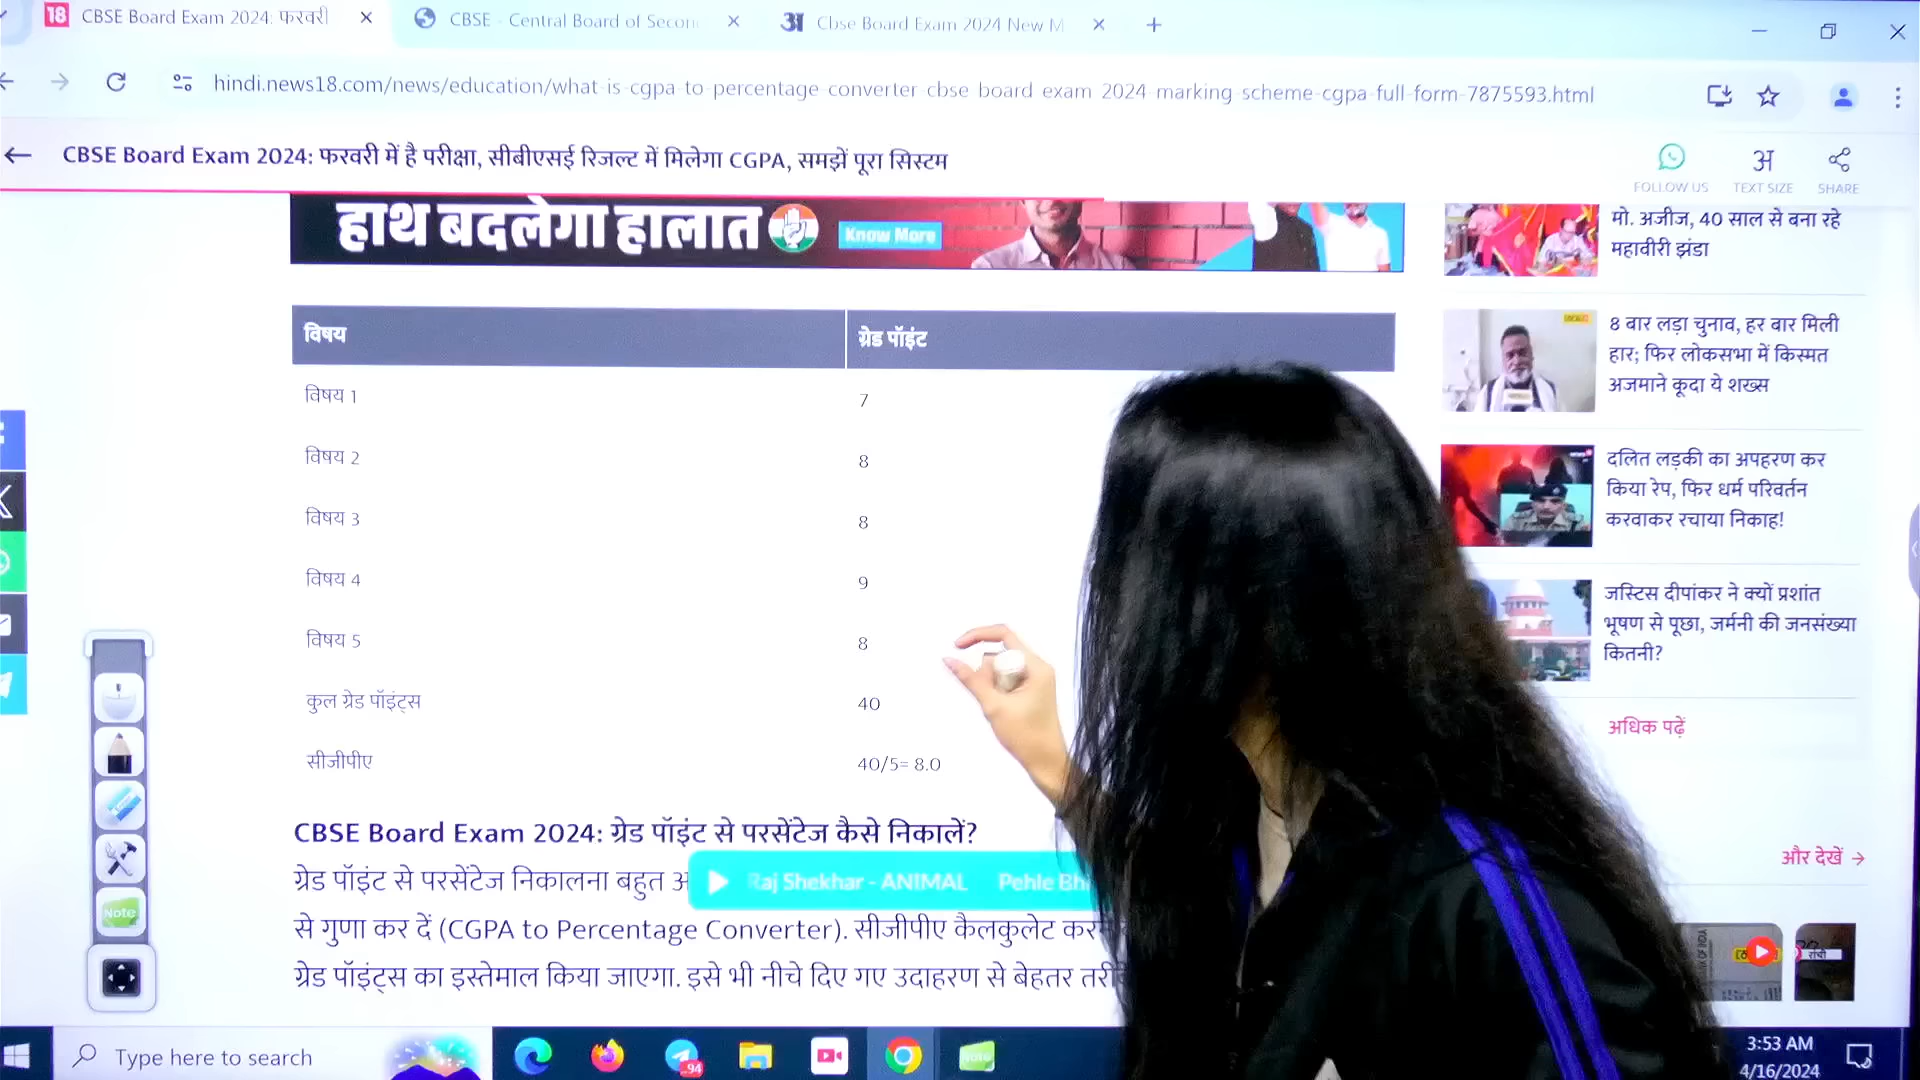 18 CBSE Board Exam 2024: फरवरी
CBSE - Central Board of Secon
Cbse Board Exam 2024 New M
hindi.news18.com/news/education/what-is-cgpa-to-percentage-converter-cbse-board-exam-2024-marking-scheme-cgpa-full-form-7875593.html
CBSE Board Exam 2024: फरवरी में है परीक्षा, सीबीएसई रिजल्ट में मिलेगा CGPA, समझें पूरा सिस्टम
FOLLOW US
अ TEXT SIZE
SHARE
हाथ बदलेगा हालात
Know More
विषय ग्रेड पॉइंट
विषय 1 7
विषय 2 8
विषय 3 8
विषय 4 9
विषय 5 8
कुल ग्रेड पॉइंट्स 40
सीजीपीए 40/5= 8.0
CBSE Board Exam 2024: ग्रेड पॉइंट से परसेंटेज कैसे निकालें?
ग्रेड पॉइंट से परसेंटेज निकालना बहुत
Raj Shekhar - ANIMAL Pehle Bh
से गुणा कर दें (CGPA to Percentage Converter). सीजीपीए कैलकुलेट कर
ग्रेड पॉइंट्स का इस्तेमाल किया जाएगा. इसे भी नीचे दिए गए उदाहरण से बेहतर
मो. अजीज, 40 साल से बना रहे
महावीरी झंडा
8 बार लड़ा चुनाव, हर बार मिली
हार; फिर लोकसभा में किस्मत
अजमाने कूदा ये शख्स
दलित लड़की का अपहरण कर
किया रेप, फिर धर्म परिवर्तन
करवाकर रचाया निकाह!
जस्टिस दीपांकर ने क्यों प्रशांत
भूषण से पूछा, जर्मनी की जनसंख्या
कितनी?
अधिक पढ़ें
और देखें
रांची
Note
Type here to search
94
Note
3:53 AM
4/16/2024